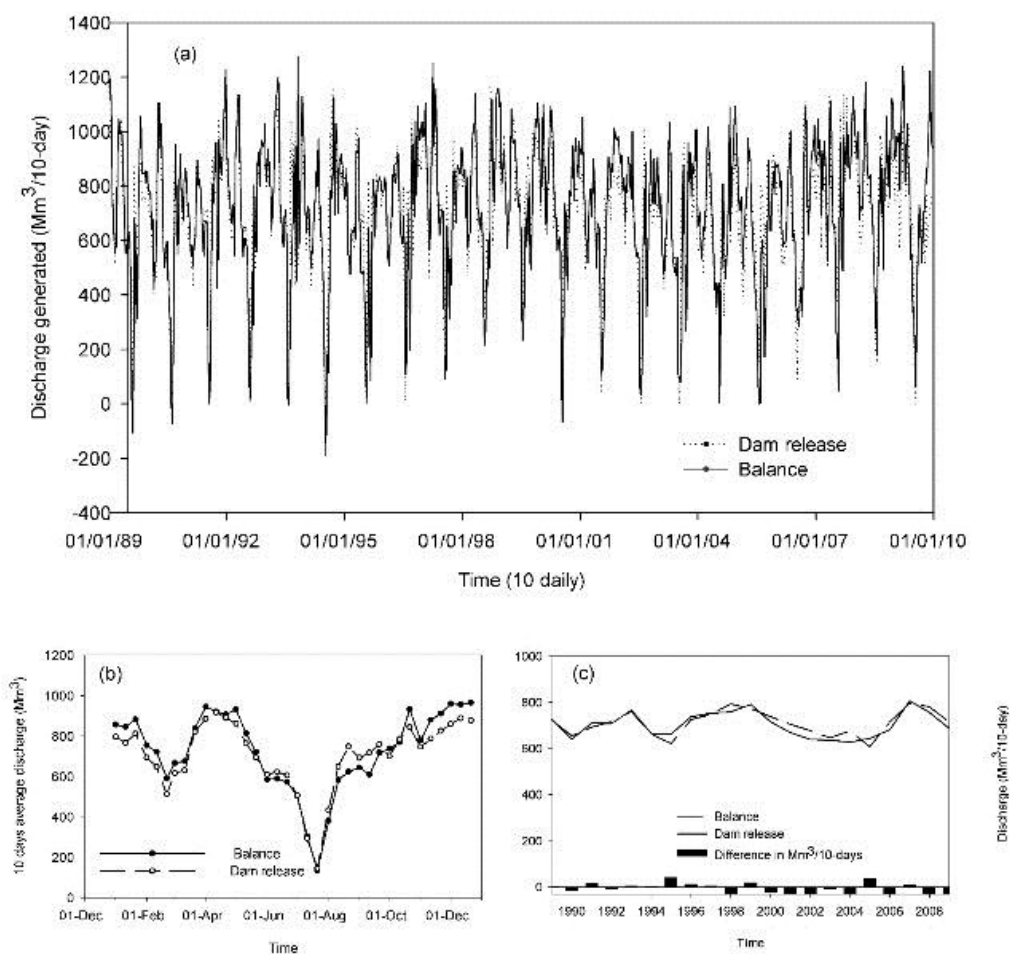 (a)
Discharge generated (Mm³/10-day)
1400
1200
1000
800
600
400
200
0
-200
-400
Dam release
Balance
01/01/89
01/01/92
01/01/95
01/01/98
01/01/01
01/01/04
01/01/07
01/01/10
Time (10 daily)
(b)
10 days average discharge (Mm³)
1200
1000
800
600
400
200
0
Balance
Dam release
01-Dec
01-Feb
01-Apr
01-Jun
01-Aug
01-Oct
01-Dec
Time
(c)
1000
800
600
400
200
0
Balance
Dam release
Difference in Mm³/10-days
1990
1992
1994
1996
1998
2000
2002
2004
2006
2008
Time
Discharge (Mm³/10-day)